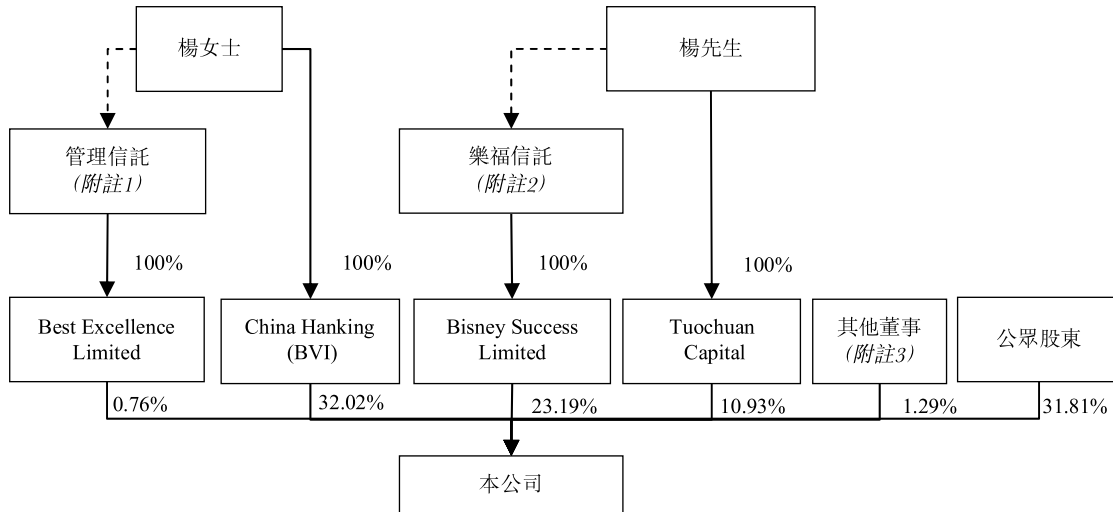 楊女士
楊先生
管理信託
(附註1)
樂福信託
(附註2)
100%
100%
100%
100%
Best Excellence
Limited
China Hanking
(BVI)
Bisney Success
Limited
Tuochuan
Capital
其他董事
(附註3)
公眾股東
0.76%
32.02%
23.19%
10.93%
1.29%
31.81%
本公司